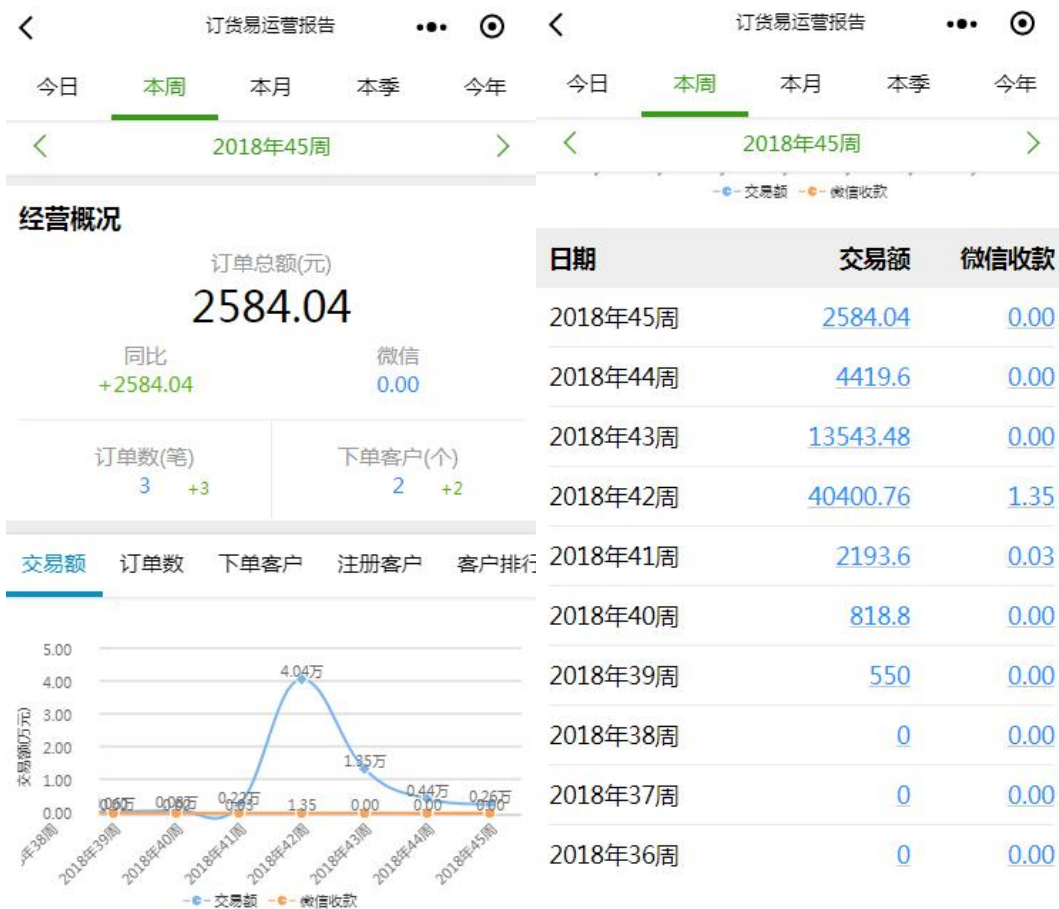 订货易运营报告
今日 本周 本月 本季 今年
2018年45周
经营概况
订单总额(元)
2584.04
同比 微信
+2584.04 0.00
订单数(笔) 下单客户(个)
3 +3 2 +2
交易额 订单数 下单客户 注册客户 客户排行
5.00
4.00
3.00
2.00
1.00
0.00
交易额(万元)
4.04万
1.35万
0.44万
0.26万
1.35 0.00 0.00 0.00
2018年39周 2018年40周 2018年41周 2018年42周 2018年43周 2018年44周 2018年45周
交易额 微信收款
订货易运营报告
今日 本周 本月 本季 今年
2018年45周
交易额 微信收款
日期 交易额 微信收款
2018年45周 2584.04 0.00
2018年44周 4419.6 0.00
2018年43周 13543.48 0.00
2018年42周 40400.76 1.35
2018年41周 2193.6 0.03
2018年40周 818.8 0.00
2018年39周 550 0.00
2018年38周 0 0.00
2018年37周 0 0.00
2018年36周 0 0.00